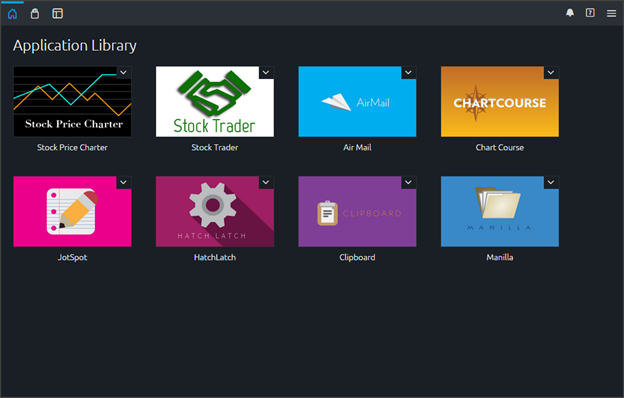 Application Library
Stock Price Charter
Stock Trader
AirMail
CHARTCOURSE
Stock Price Charter
Stock Trader
Air Mail
Chart Course
HATCH LATCH
CLIPBOARD
MANILLA
JotSpot
HatchLatch
Clipboard
Manilla